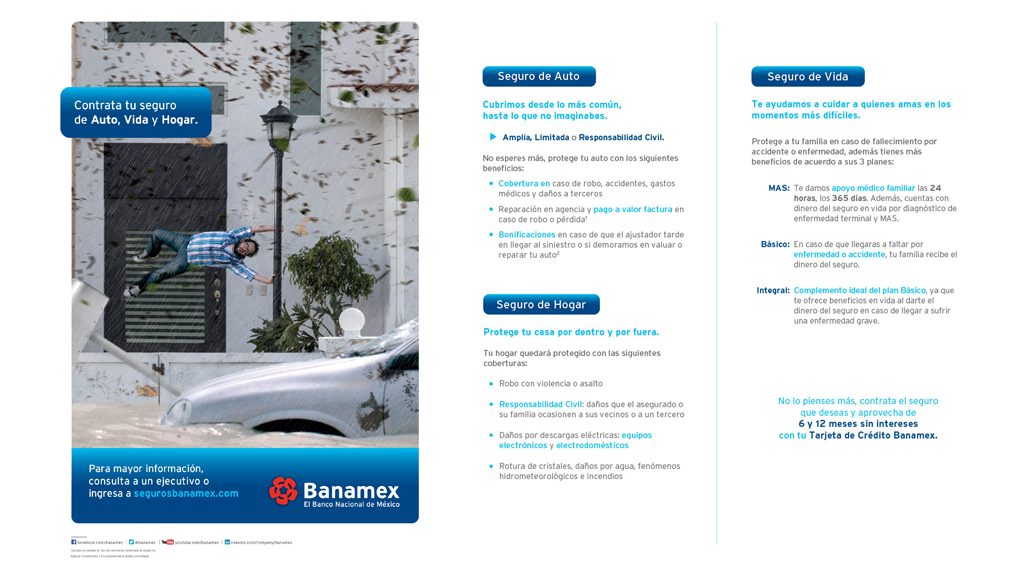 Contrata tu seguro
de Auto, Vida y Hogar.
Para mayor información,
consulta a un ejecutivo o
ingresa a segurosbanamex.com
Banamex
El Banco Nacional de México
facebook.com/banamex
@banamex
youtube.com/banamex
linkedin.com/company/banamex
Seguro de Auto
Cubrimos desde lo más común,
hasta lo que no imaginabas.
Amplia, Limitada o Responsabilidad Civil.
No esperes más, protege tu auto con los siguientes
beneficios:
• Cobertura en caso de robo, accidentes, gastos
médicos y daños a terceros
• Reparación en agencia y pago a valor factura en
caso de robo o pérdida¹
• Bonificaciones en caso de que el ajustador tarde
en llegar al siniestro o si demoramos en valuar o
reparar tu auto²
Seguro de Hogar
Protege tu casa por dentro y por fuera.
Tu hogar quedará protegido con las siguientes
coberturas:
• Robo con violencia o asalto
• Responsabilidad Civil: daños que el asegurado o
su familia ocasionen a sus vecinos o a un tercero
• Daños por descargas eléctricas: equipos
electrónicos y electrodomésticos
• Rotura de cristales, daños por agua, fenómenos
hidrometeorológicos e incendios
Seguro de Vida
Te ayudamos a cuidar a quienes amas en los
momentos más difíciles.
Protege a tu familia en caso de fallecimiento por
accidente o enfermedad, además tienes más
beneficios de acuerdo a sus 3 planes:
MAS: Te damos apoyo médico familiar las 24
horas, los 365 días. Además, cuentas con
dinero del seguro en vida por diagnóstico de
enfermedad terminal y MAS.
Básico: En caso de que llegaras a faltar por
enfermedad o accidente, tu familia recibe el
dinero del seguro.
Integral: Complemento ideal del plan Básico, ya que
te ofrece beneficios en vida al darte el
dinero del seguro en caso de llegar a sufrir
una enfermedad grave.
No lo pienses más, contrata el seguro
que deseas y aprovecha de
6 y 12 meses sin intereses
con tu Tarjeta de Crédito Banamex.